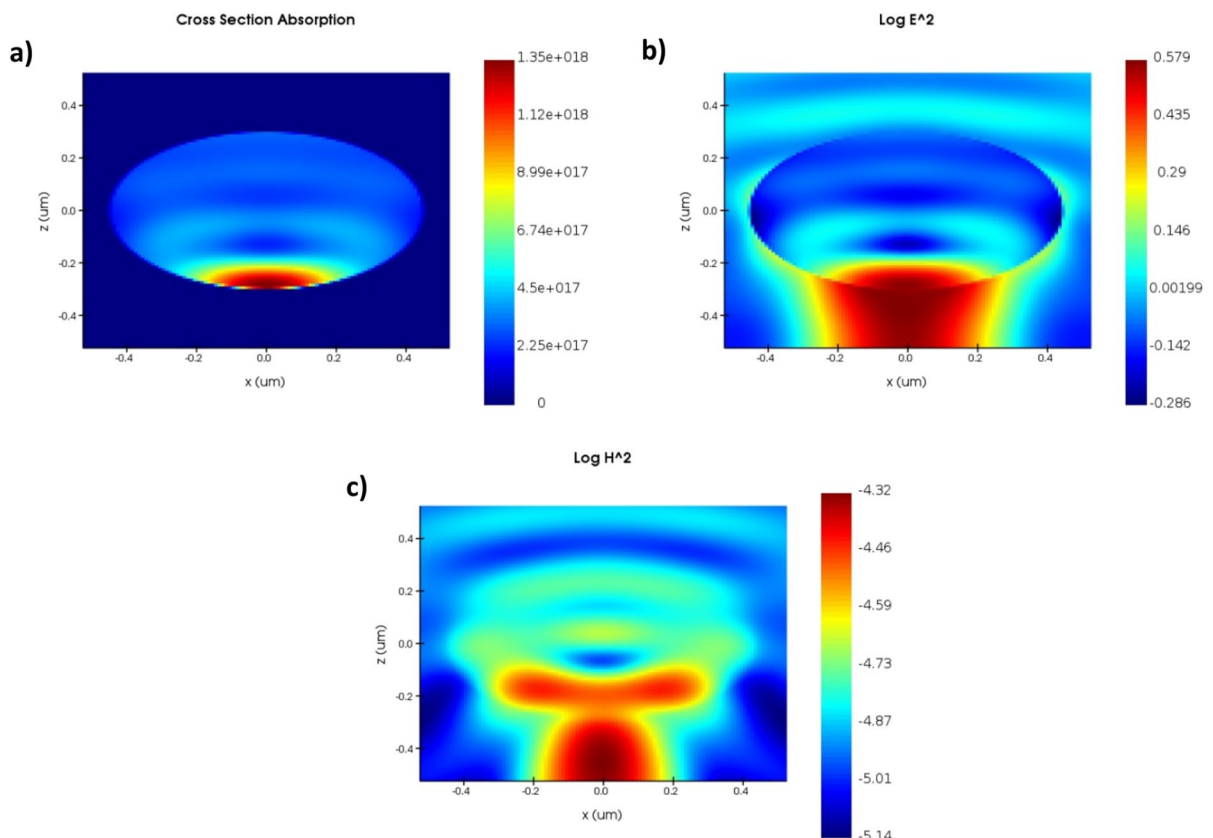 Cross Section Absorption
a)
1.35e+018
1.12e+018
8.99e+017
6.74e+017
4.5e+017
2.25e+017
0
0.4
0.2
0.0
-0.2
-0.4
z (um)
-0.4
-0.2
0.0
0.2
0.4
x (um)
Log E^2
b)
0.579
0.435
0.29
0.146
0.00199
-0.142
-0.286
0.4
0.2
0.0
-0.2
-0.4
z (um)
-0.4
-0.2
0.0
0.2
0.4
x (um)
Log H^2
c)
-4.32
-4.46
-4.59
-4.73
-4.87
-5.01
-5.14
0.4
0.2
0.0
-0.2
-0.4
z (um)
-0.4
-0.2
0.0
0.2
0.4
x (um)